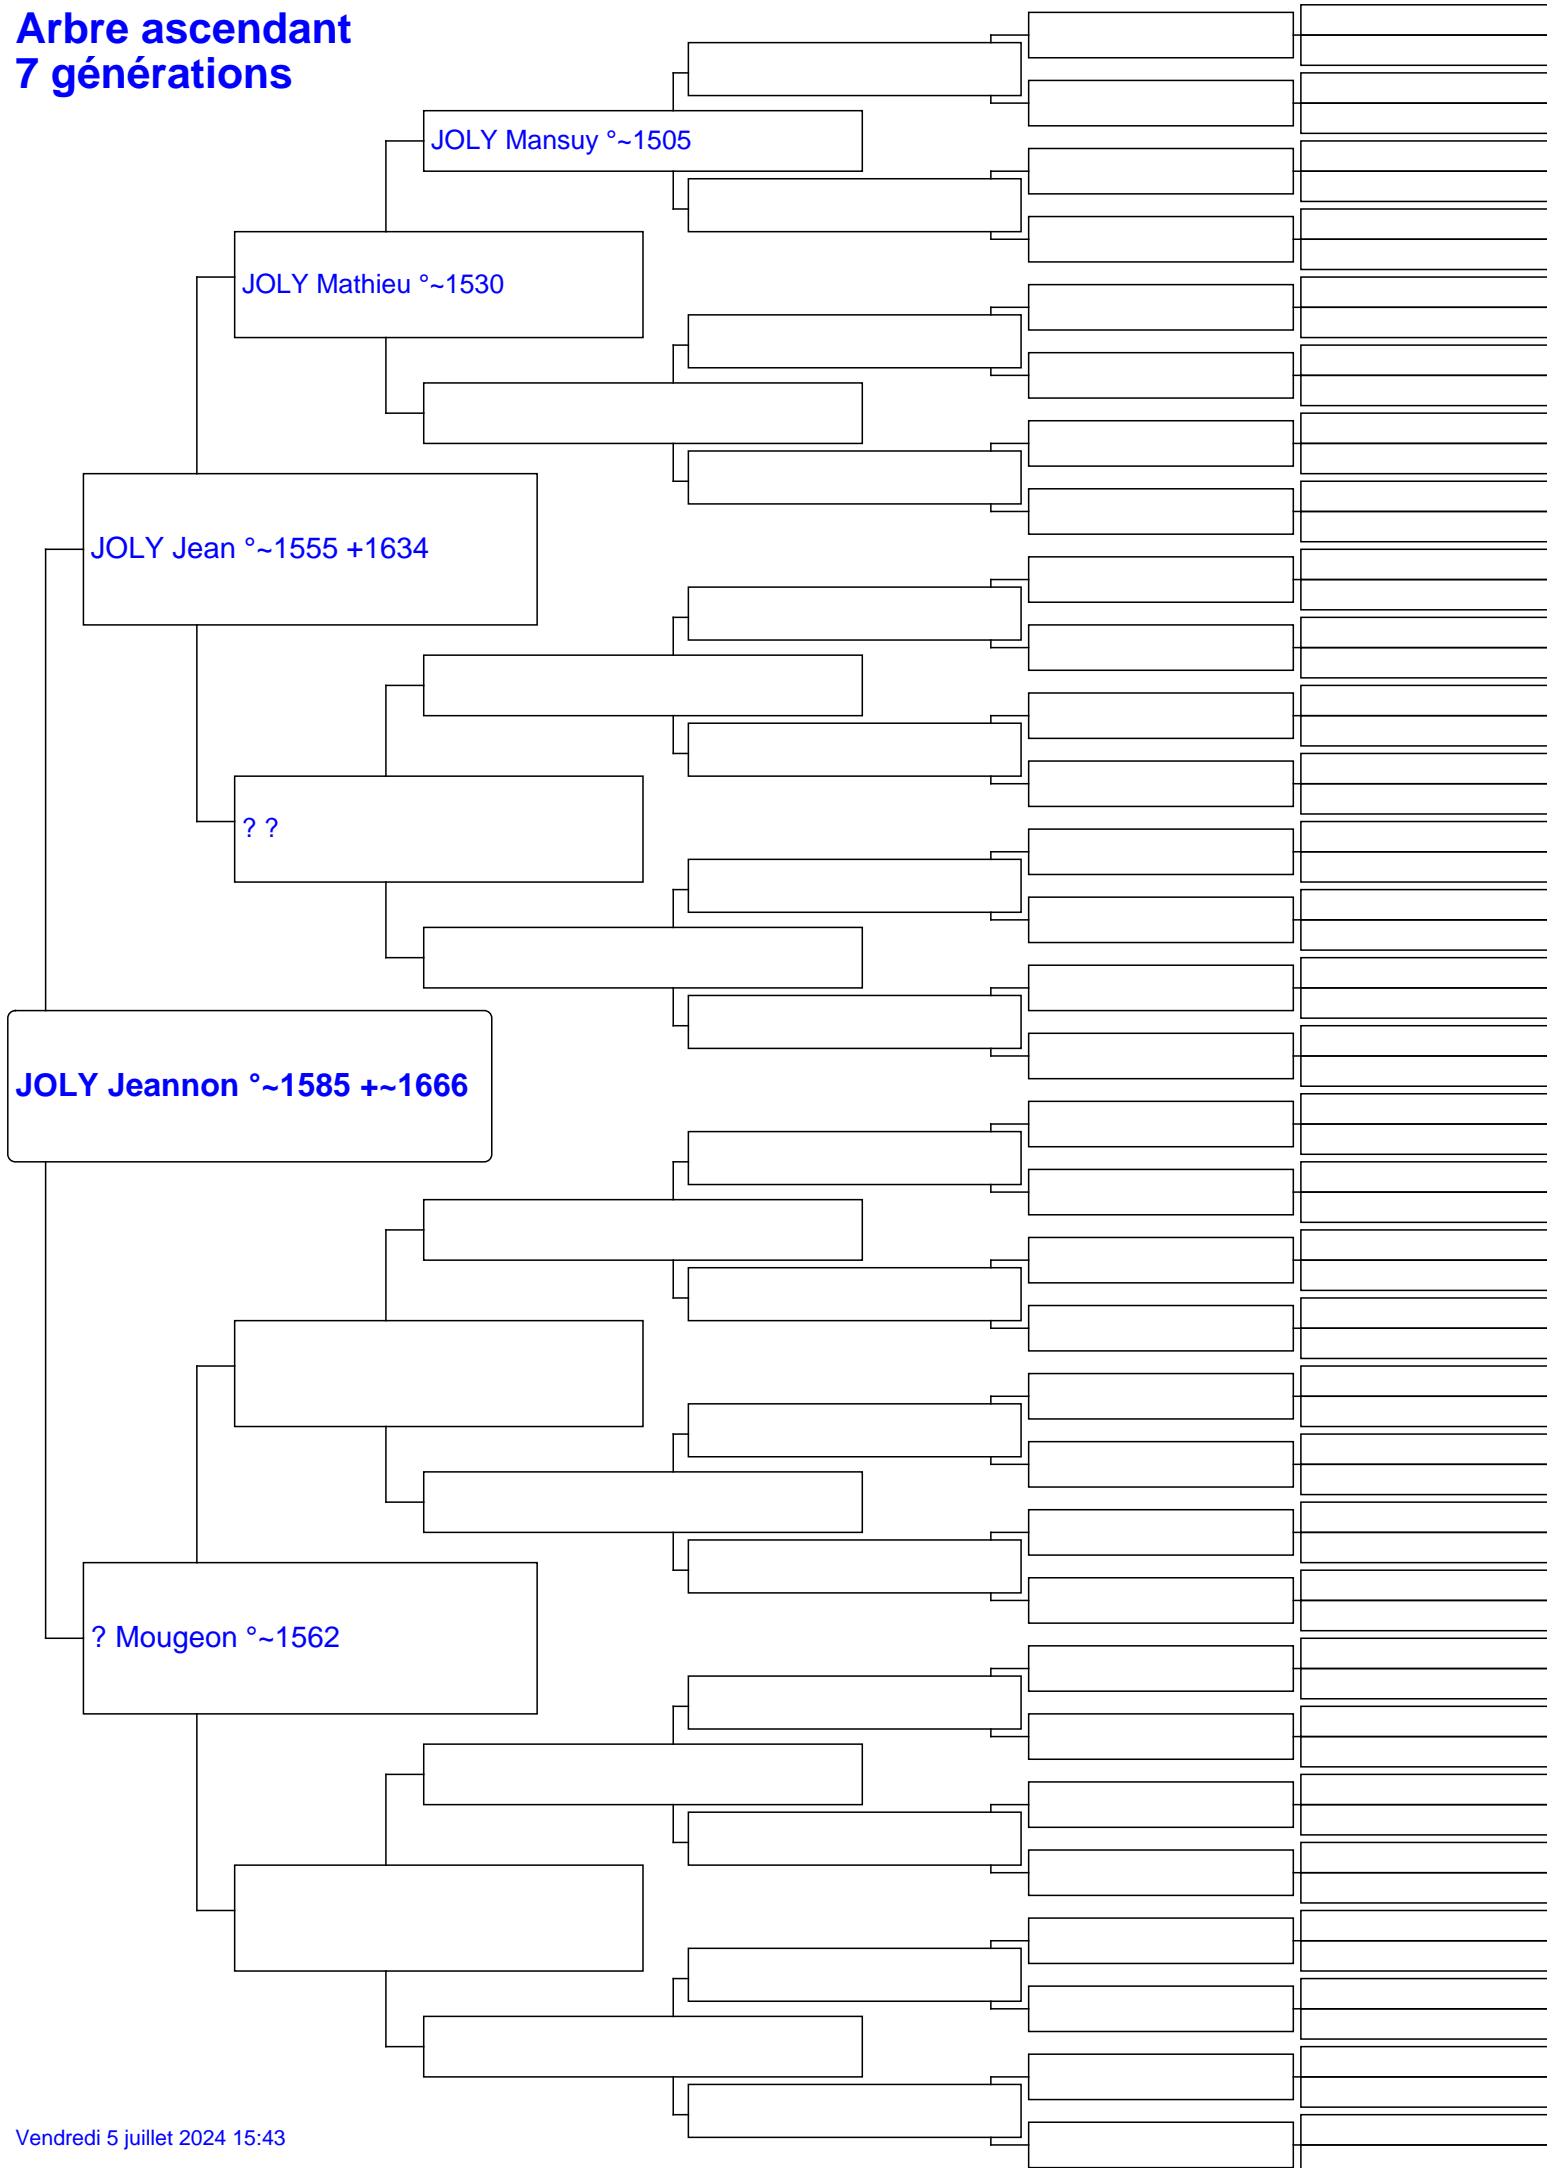 Arbre ascendant
7 générations
JOLY Mansuy °~1505
JOLY Mathieu °~1530
JOLY Jean °~1555 +1634
? ?
JOLY Jeannon °~1585 +~1666
? Mougeon °~1562
Vendredi 5 juillet 2024 15:43